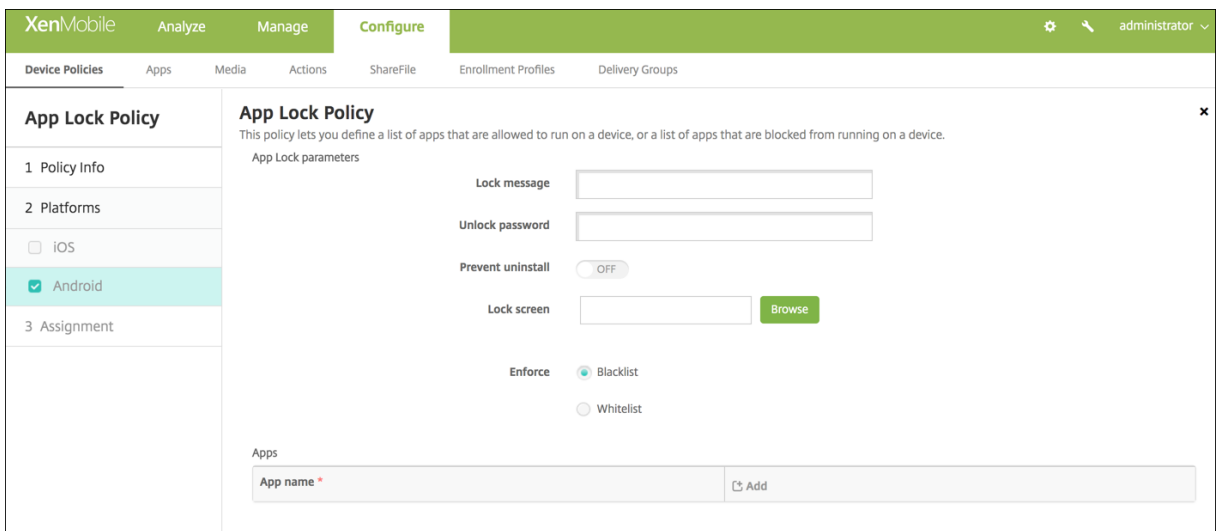 XenMobile Analyze Manage Configure administrator
Device Policies Apps Media Actions ShareFile Enrollment Profiles Delivery Groups
App Lock Policy
1 Policy Info
2 Platforms
iOS
Android
3 Assignment
App Lock Policy
This policy lets you define a list of apps that are allowed to run on a device, or a list of apps that are blocked from running on a device.
App Lock parameters
Lock message
Unlock password
Prevent uninstall OFF
Lock screen Browse
Enforce Blacklist
Whitelist
Apps
App name * Add